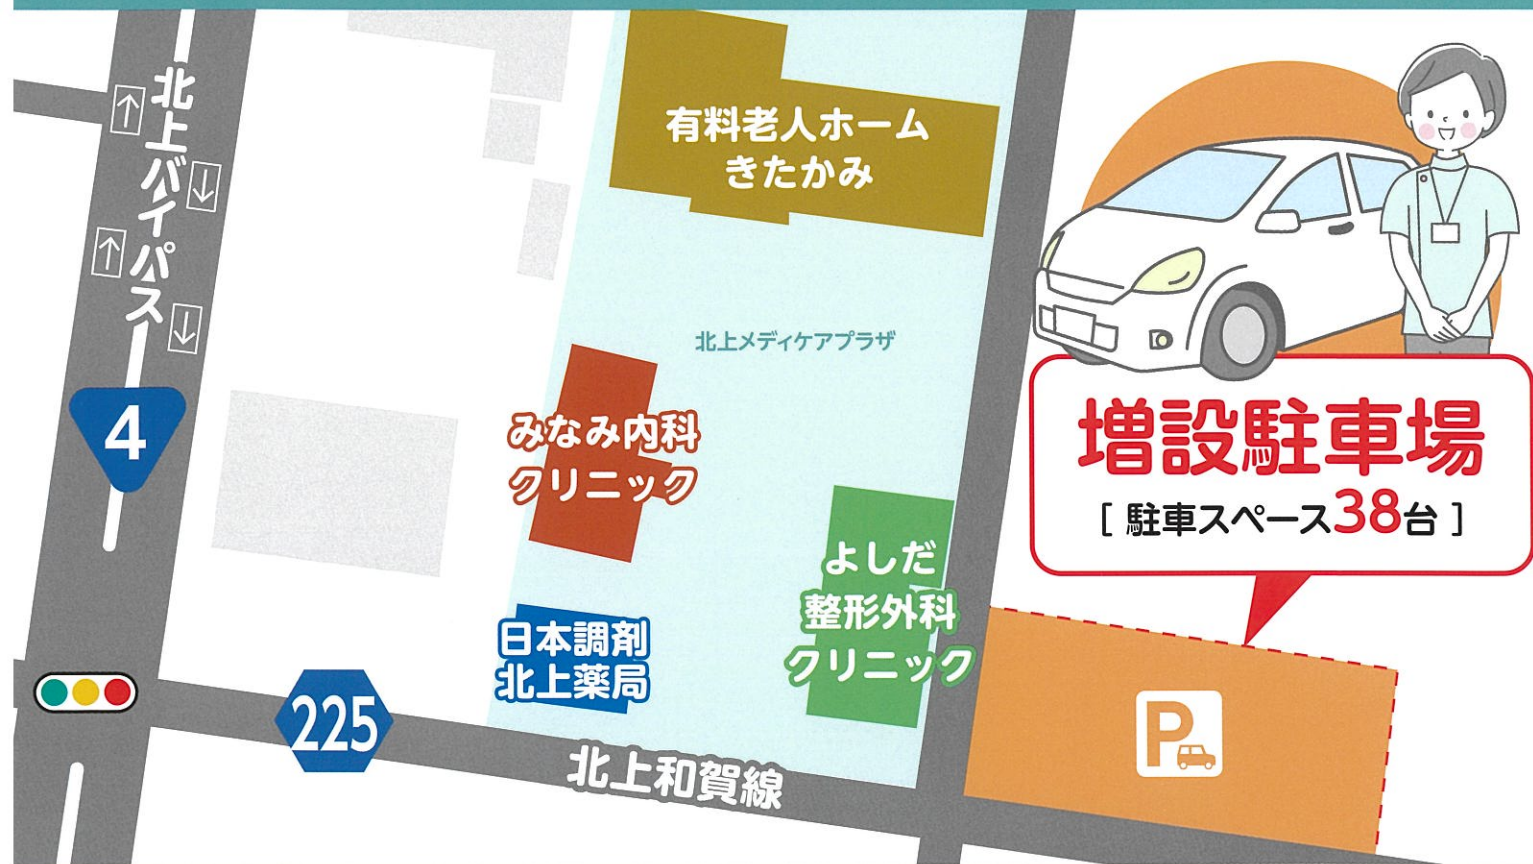 北上バイパス
有料老人ホーム
きたかみ
北上メディケアプラザ
4
みなみ内科
クリニック
増設駐車場
[ 駐車スペース38台 ]
よしだ
整形外科
クリニック
日本調剤
北上薬局
225
北上和賀線
P